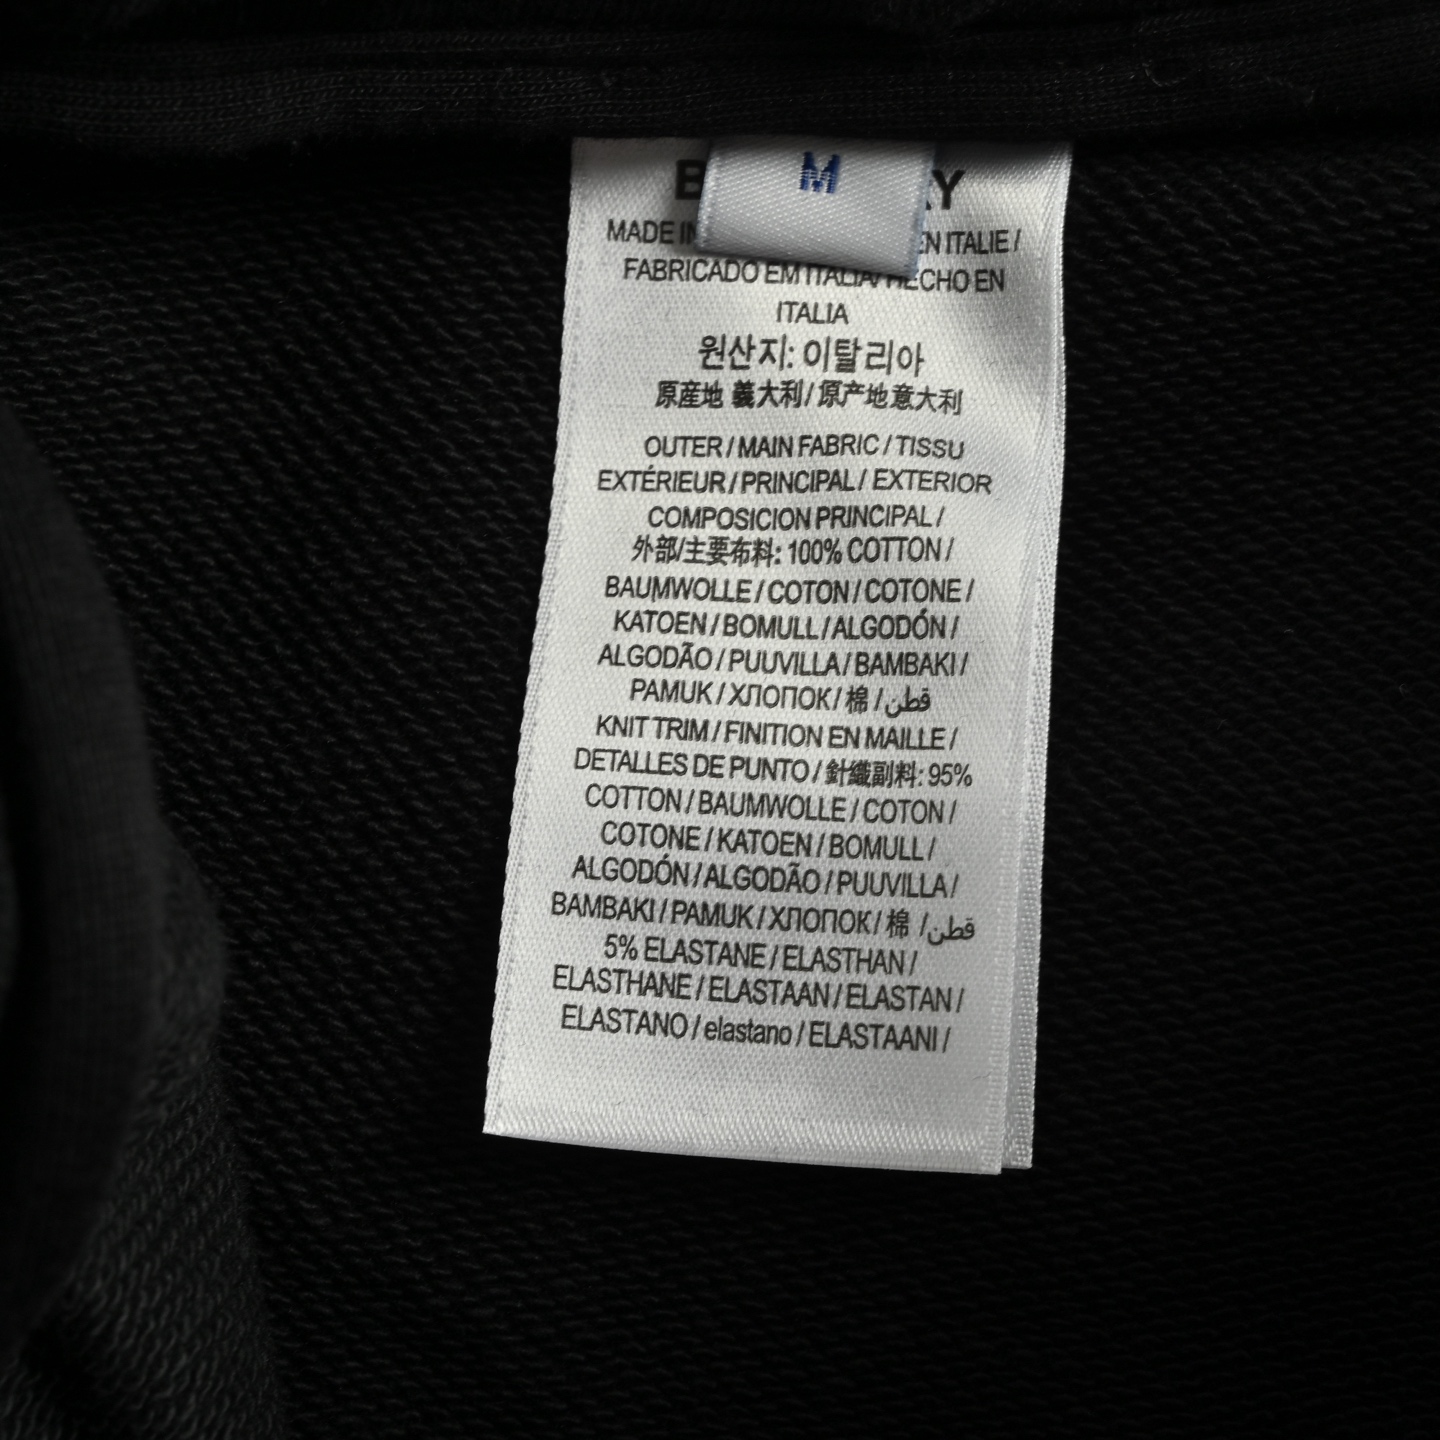 M
MADE IN EN ITALIE /
FABRICADO EM ITALIA/ HECHO EN
ITALIA
원산지: 이탈리아
原産地 義大利/ 原产地意大利
OUTER / MAIN FABRIC / TISSU
EXTÉRIEUR / PRINCIPAL / EXTERIOR
COMPOSICION PRINCIPAL /
外部/主要布料: 100% COTTON /
BAUMWOLLE / COTON / COTONE /
KATOEN / BOMULL / ALGODÓN /
ALGODÃO / PUUVILLA / BAMBAKI /
PAMUK / ХЛОПОК / 棉 / قطن
KNIT TRIM / FINITION EN MAILLE /
DETALLES DE PUNTO / 針織副料: 95%
COTTON / BAUMWOLLE / COTON /
COTONE / KATOEN / BOMULL /
ALGODÓN / ALGODÃO / PUUVILLA /
BAMBAKI / PAMUK / ХЛОПОК / 棉 / قطن
5% ELASTANE / ELASTHAN /
ELASTHANE / ELASTAAN / ELASTAN /
ELASTANO / elastano / ELASTAANI /